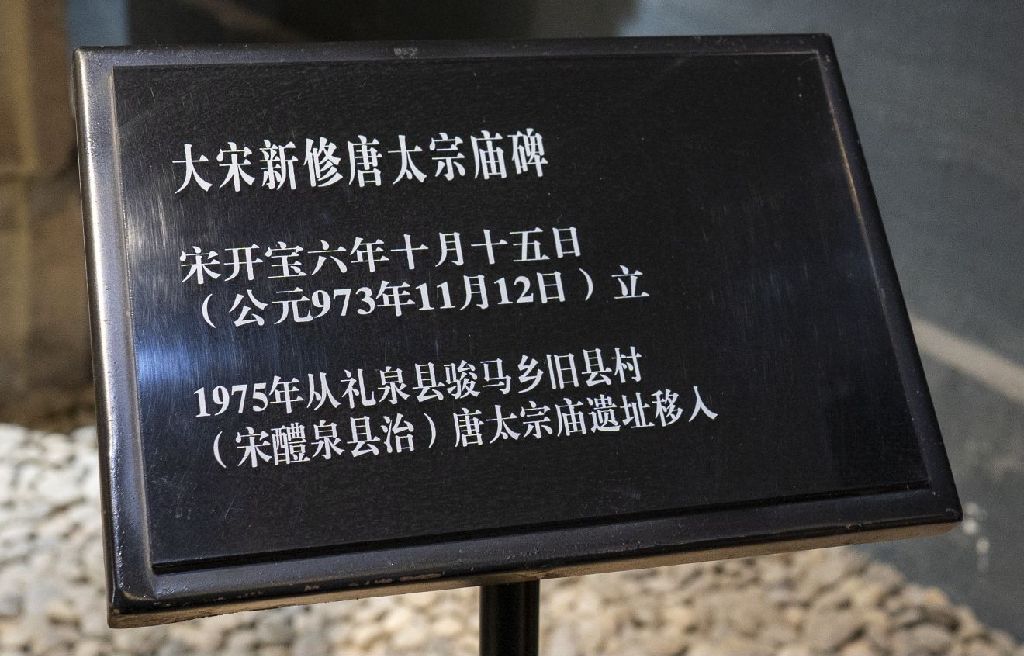 大宋新修唐太宗庙碑
宋开宝六年十月十五日
（公元973年11月12日）立
1975年从礼泉县骏马乡旧县村
（宋醴泉县治）唐太宗庙遗址移入